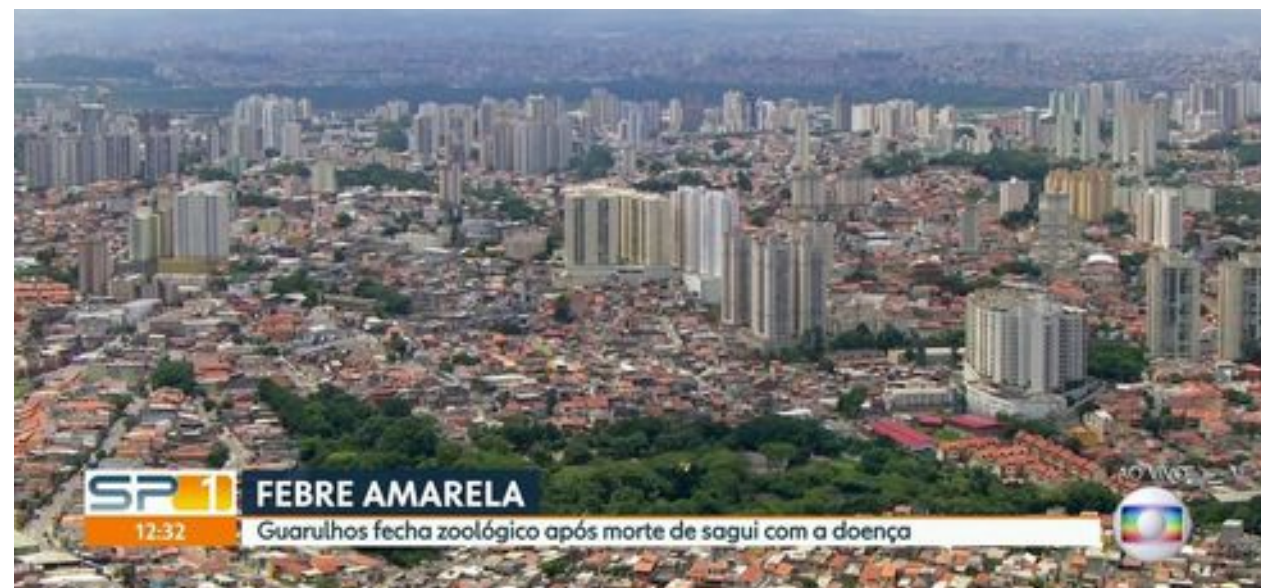 AO VIVO
SP1
FEBRE AMARELA
12:32
Guarulhos fecha zoológico após morte de sagui com a doença